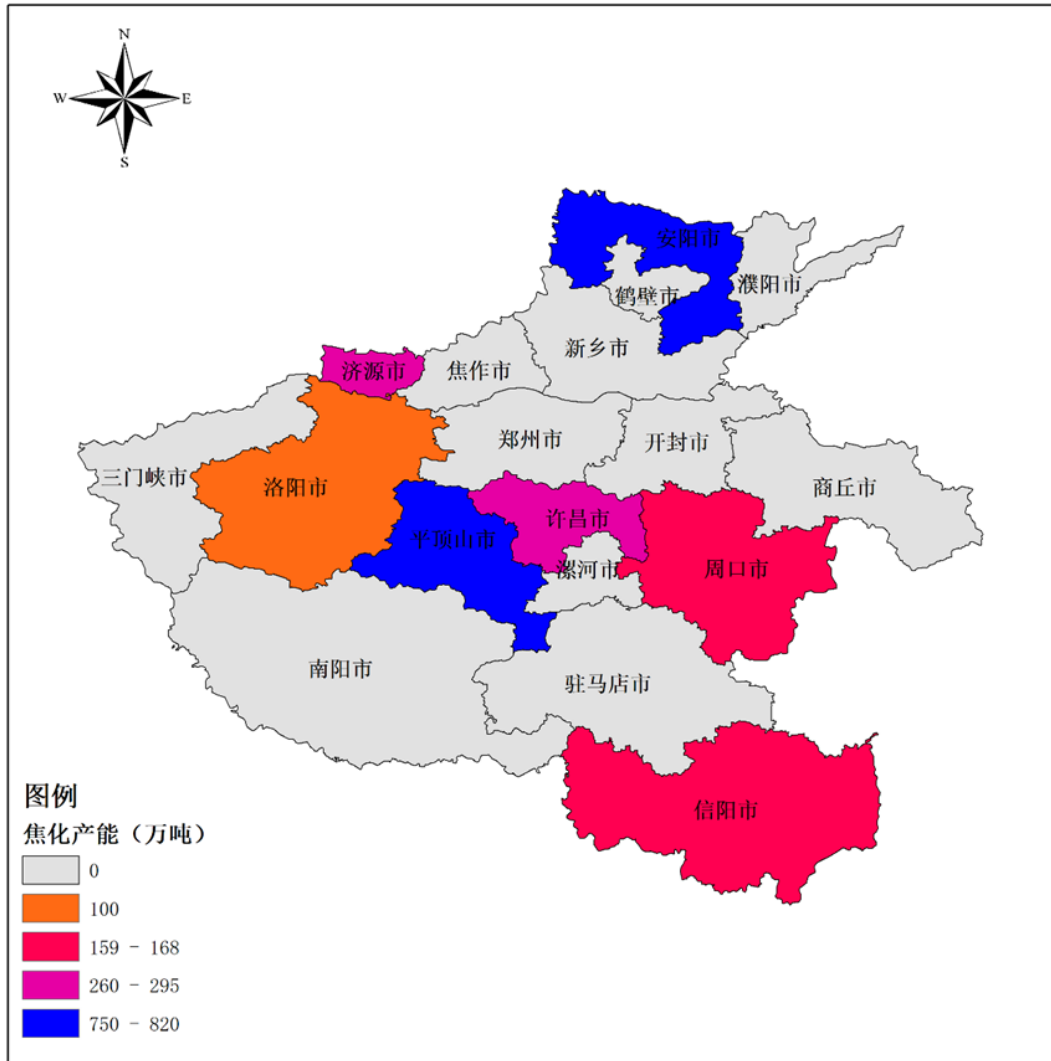 N
W
E
S
安阳市
濮阳市
鹤壁市
新乡市
济源市
焦作市
郑州市
开封市
三门峡市
洛阳市
商丘市
许昌市
平顶山市
漯河市
周口市
南阳市
驻马店市
信阳市
图例
焦化产能（万吨）
0
100
159 - 168
260 - 295
750 - 820